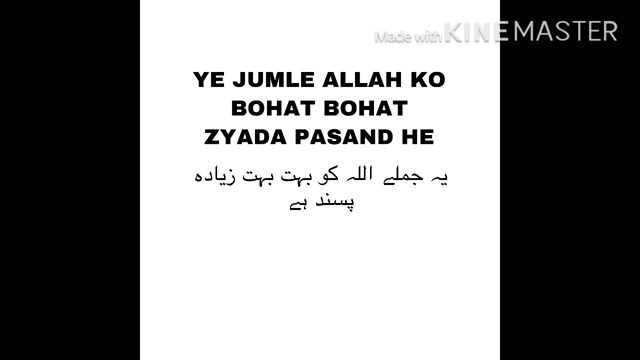 Made with KINEMASTER
YE JUMLE ALLAH KO
BOHAT BOHAT
ZYADA PASAND HE
یہ جملے اللہ کو بہت بہت زیادہ
پسند ہے